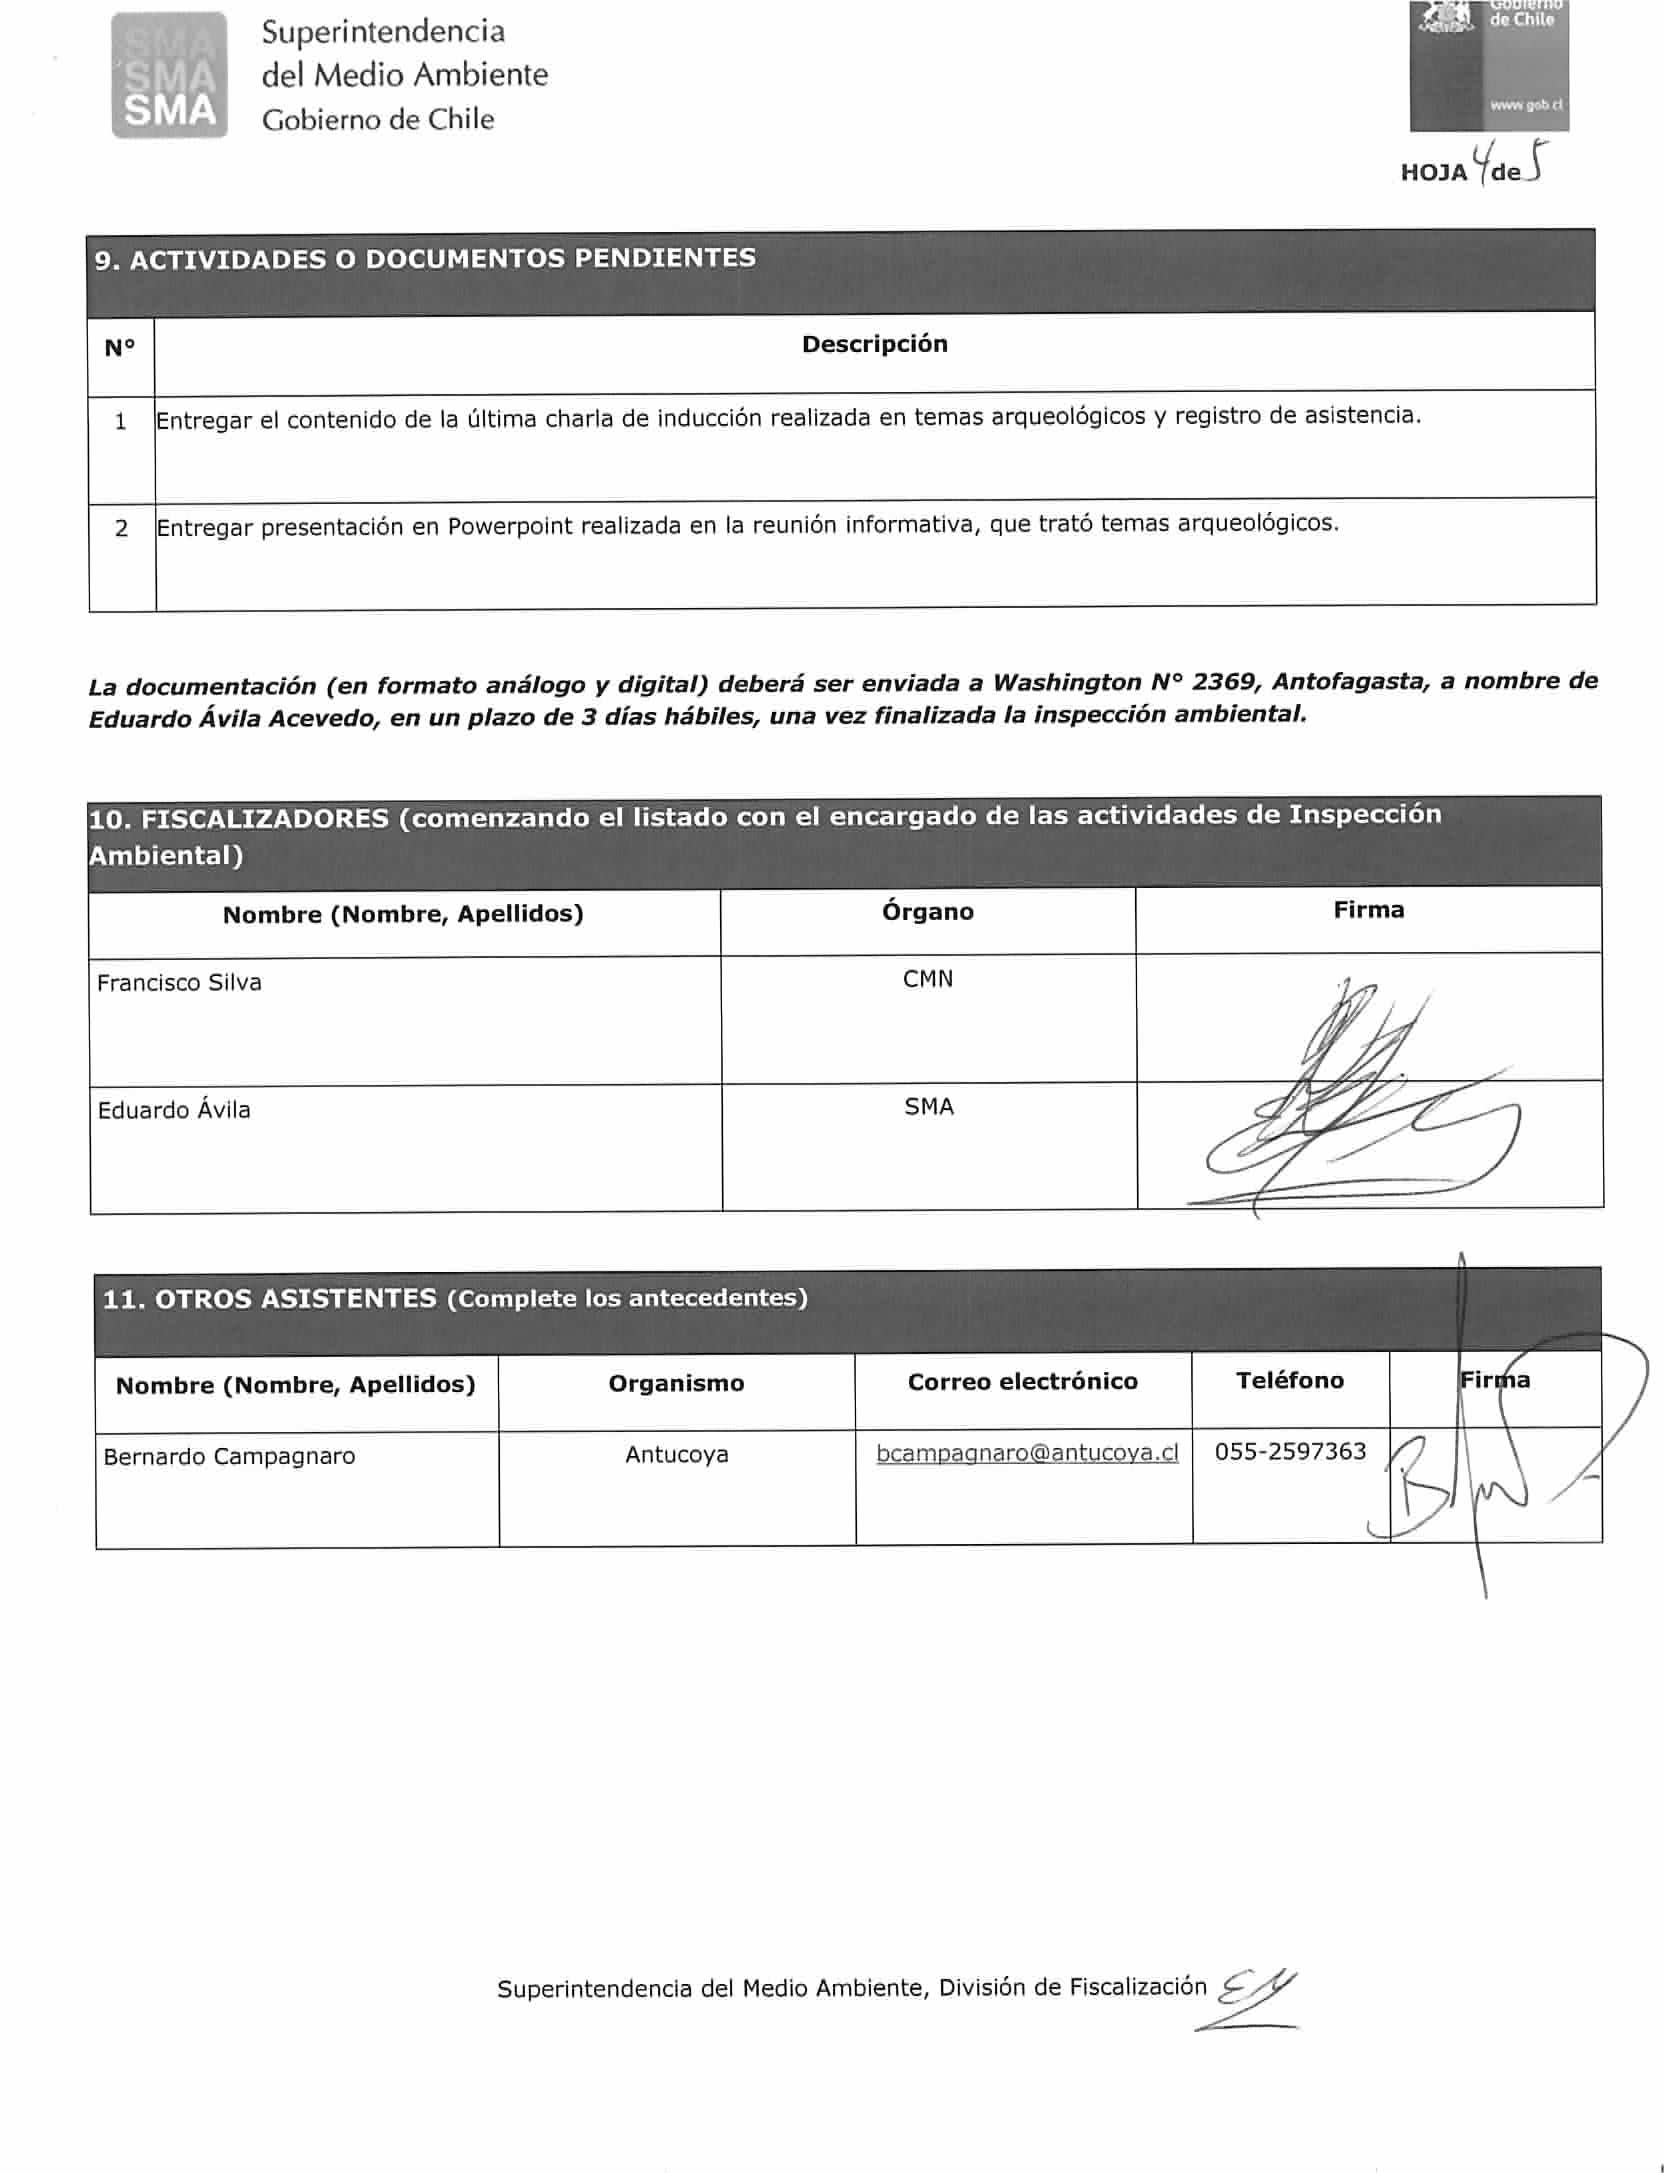 SMA
SMA
SMA
Superintendencia
del Medio Ambiente
Gobierno de Chile
Gobierno
de Chile
www.gob.cl
HOJA 4 de 5
9. ACTIVIDADES O DOCUMENTOS PENDIENTES
N° Descripción
1 Entregar el contenido de la última charla de inducción realizada en temas arqueológicos y registro de asistencia.
2 Entregar presentación en Powerpoint realizada en la reunión informativa, que trató temas arqueológicos.
La documentación (en formato análogo y digital) deberá ser enviada a Washington N° 2369, Antofagasta, a nombre de
Eduardo Ávila Acevedo, en un plazo de 3 días hábiles, una vez finalizada la inspección ambiental.
10. FISCALIZADORES (comenzando el listado con el encargado de las actividades de Inspección
Ambiental)
Nombre (Nombre, Apellidos) Órgano Firma
Francisco Silva CMN
Eduardo Ávila SMA
11. OTROS ASISTENTES (Complete los antecedentes)
Nombre (Nombre, Apellidos) Organismo Correo electrónico Teléfono Firma
Bernardo Campagnaro Antucoya bcampagnaro@antucoya.cl 055-2597363
Superintendencia del Medio Ambiente, División de Fiscalización